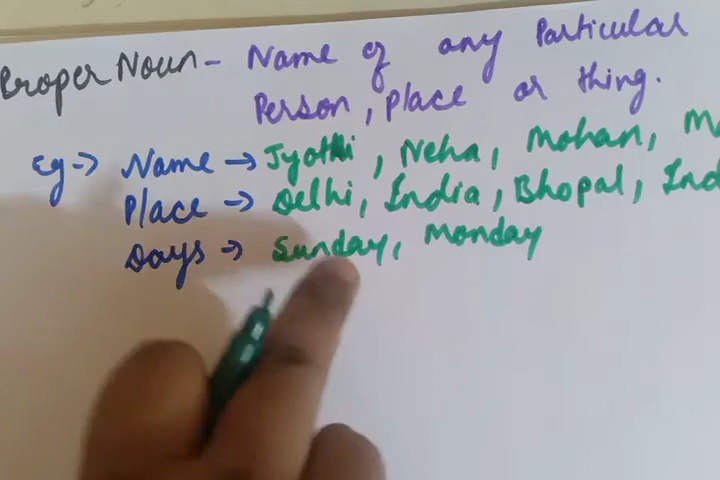 Proper Noun - Name of any Particular
Person, Place or thing.
Eg → Name → Jyothi, Neha, Mohan,
Place → Delhi, India, Bhopal,
Days → Sunday, Monday